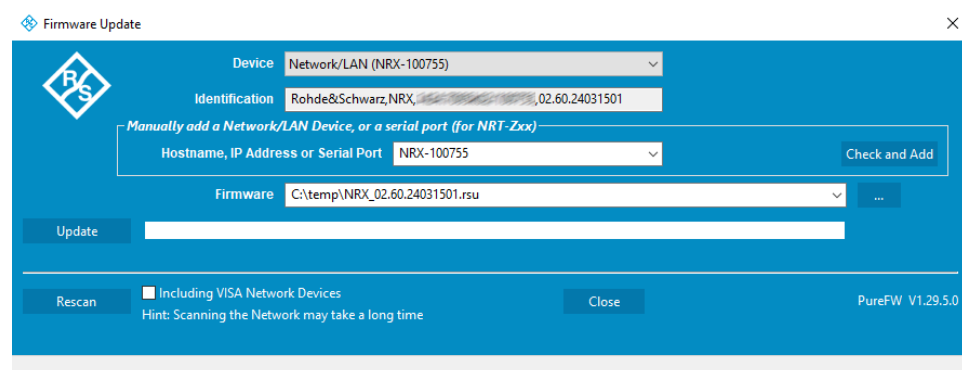 Firmware Update
R S
Device Network/LAN (NRX-100755)
Identification Rohde&Schwarz,NRX, ,02.60.24031501
Manually add a Network/LAN Device, or a serial port (for NRT-Zxx)
Hostname, IP Address or Serial Port NRX-100755 Check and Add
Firmware C:\temp\NRX_02.60.24031501.rsu ...
Update
Rescan Including VISA Network Devices Close PureFW V1.29.5.0
Hint: Scanning the Network may take a long time